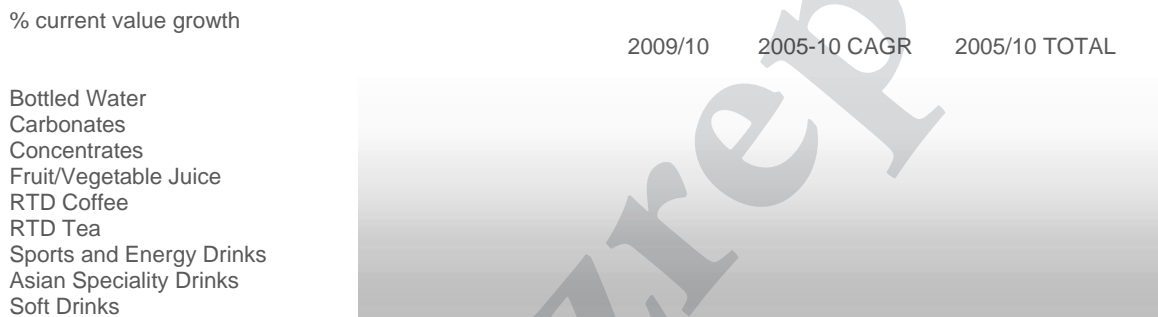 % current value growth
2009/10 2005-10 CAGR 2005/10 TOTAL
Bottled Water
Carbonates
Concentrates
Fruit/Vegetable Juice
RTD Coffee
RTD Tea
Sports and Energy Drinks
Asian Speciality Drinks
Soft Drinks
zrep